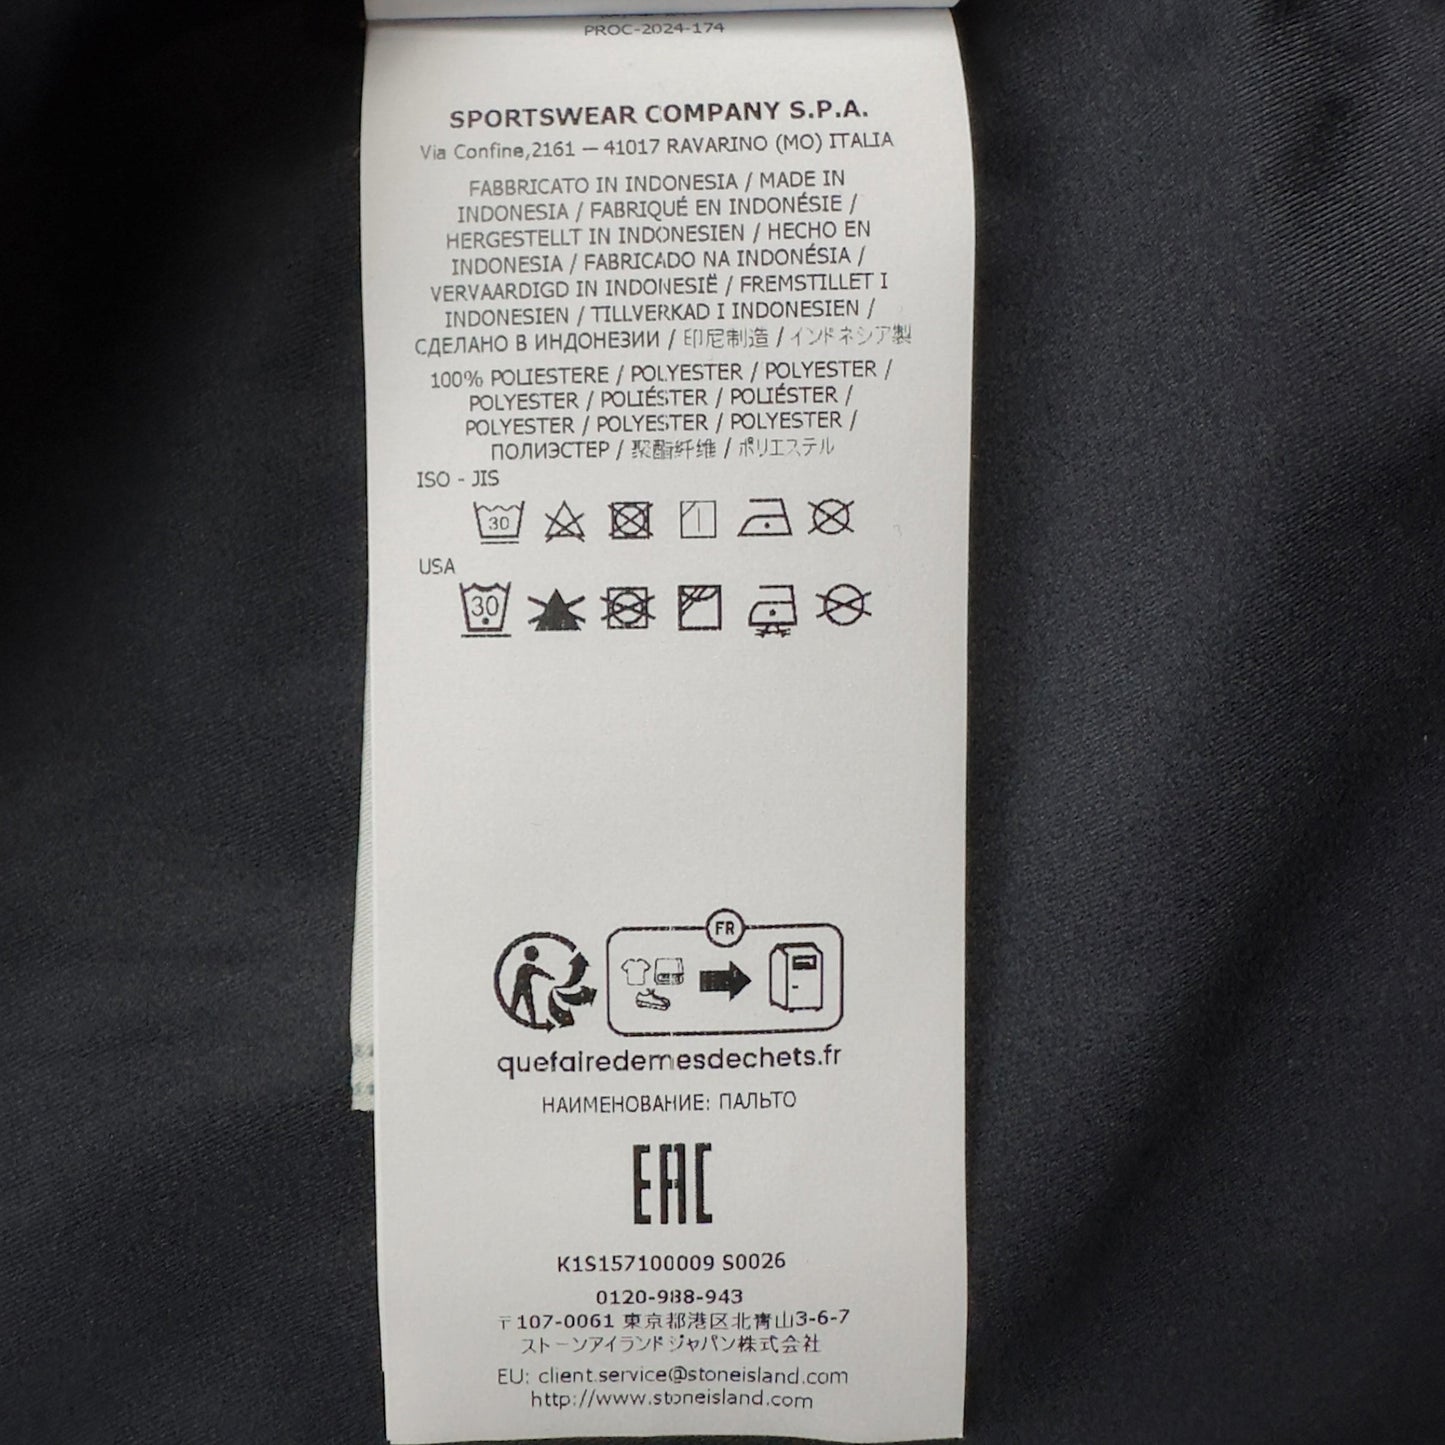 PROC-2024-174
SPORTSWEAR COMPANY S.P.A.
Via Confine,2161 — 41017 RAVARINO (MO) ITALIA
FABBRICATO IN INDONESIA / MADE IN
INDONESIA / FABRIQUÉ EN INDONÉSIE /
HERGESTELLT IN INDONESIEN / HECHO EN
INDONESIA / FABRICADO NA INDONÉSIA /
VERVAARDIGD IN INDONESIË / FREMSTILLET I
INDONESIEN / TILLVERKAD I INDONESIEN /
СДЕЛАНО В ИНДОНЕЗИИ / 印尼制造 / インドネシア製
100% POLIESTERE / POLYESTER / POLYESTER /
POLYESTER / POLIÉSTER / POLIÉSTER /
POLYESTER / POLYESTER / POLYESTER /
ПОЛИЭСТЕР / 聚酯纤维 / ポリエステル
ISO - JIS
30
USA
30
FR
quefairedemesdechets.fr
НАИМЕНОВАНИЕ: ПАЛЬТО
EAC
K1S157100009 S0026
0120-988-943
〒107-0061 東京都港区北青山3-6-7
ストーンアイランドジャパン株式会社
EU: client.service@stoneisland.com
http://www.stoneisland.com